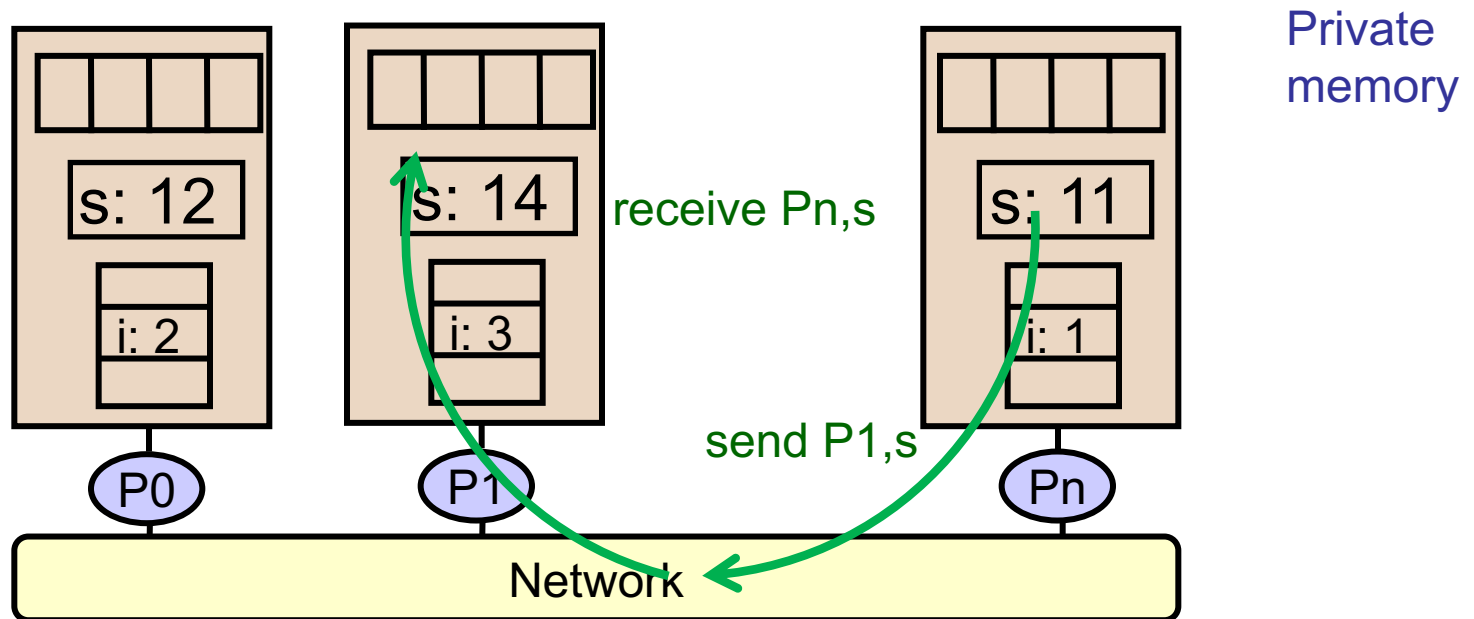 Private
memory
s: 12
s: 14
receive Pn,s
s: 11
i: 2
i: 3
i: 1
send P1,s
P0
P1
Pn
Network